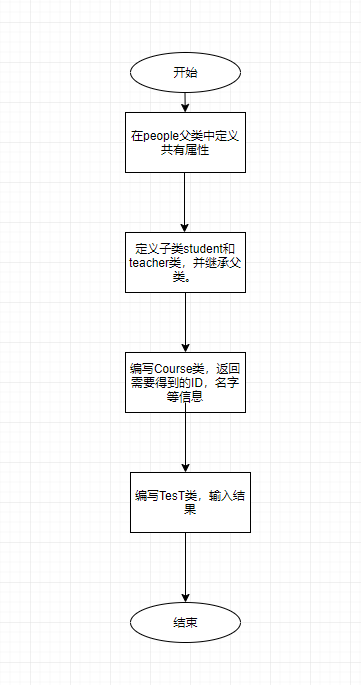 开始
在people父类中定义
共有属性
定义子类student和
teacher类，并继承父
类。
编写Course类，返回
需要得到的ID，名字
等信息
编写TesT类，输入结
果
结束